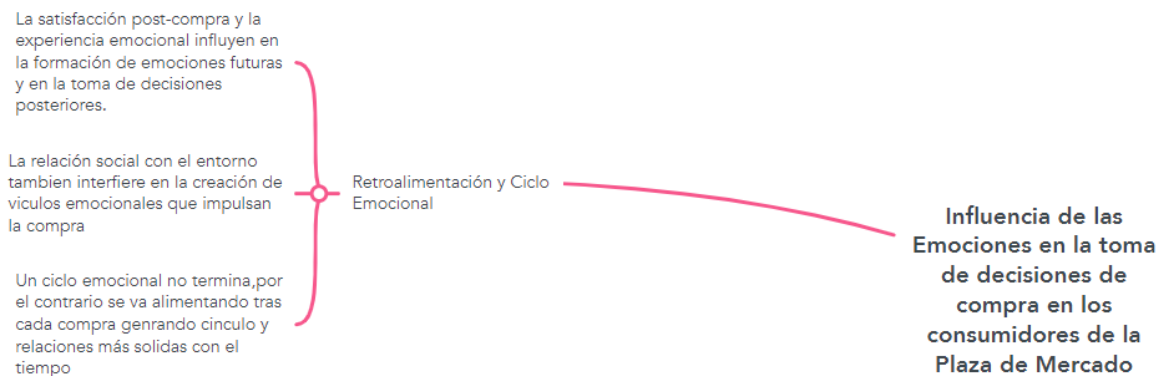 La satisfacción post-compra y la
experiencia emocional influyen en
la formación de emociones futuras
y en la toma de decisiones
posteriores.
La relación social con el entorno
tambien interfiere en la creación de
viculos emocionales que impulsan
la compra
Un ciclo emocional no termina,por
el contrario se va alimentando tras
cada compra genrando cinculo y
relaciones más solidas con el
tiempo
Retroalimentación y Ciclo
Emocional
Influencia de las
Emociones en la toma
de decisiones de
compra en los
consumidores de la
Plaza de Mercado